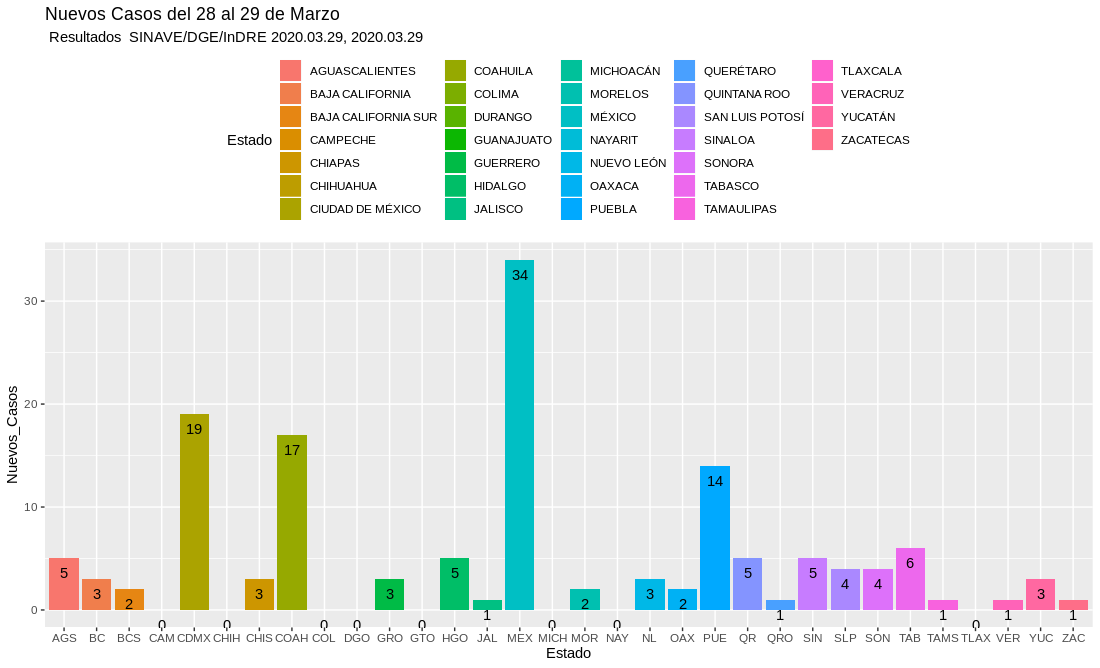 Nuevos Casos del 28 al 29 de Marzo
Resultados SINAVE/DGE/InDRE 2020.03.29, 2020.03.29
Estado
AGUASCALIENTES
BAJA CALIFORNIA
BAJA CALIFORNIA SUR
CAMPECHE
CHIAPAS
CHIHUAHUA
CIUDAD DE MÉXICO
COAHUILA
COLIMA
DURANGO
GUANAJUATO
GUERRERO
HIDALGO
JALISCO
MICHOACÁN
MORELOS
MÉXICO
NAYARIT
NUEVO LEÓN
OAXACA
PUEBLA
QUERÉTARO
QUINTANA ROO
SAN LUIS POTOSÍ
SINALOA
SONORA
TABASCO
TAMAULIPAS
TLAXCALA
VERACRUZ
YUCATÁN
ZACATECAS
Nuevos_Casos
30
20
10
0
5 3 2 0 19 0 3 17 0 0 3 0 5 1 34 0 2 0 3 2 14 5 1 5 4 4 6 1 0 1 3 1
AGS BC BCS CAM CDMX CHIH CHIS COAH COL DGO GRO GTO HGO JAL MEX MICH MOR NAY NL OAX PUE QR QRO SIN SLP SON TAB TAMS TLAX VER YUC ZAC
Estado